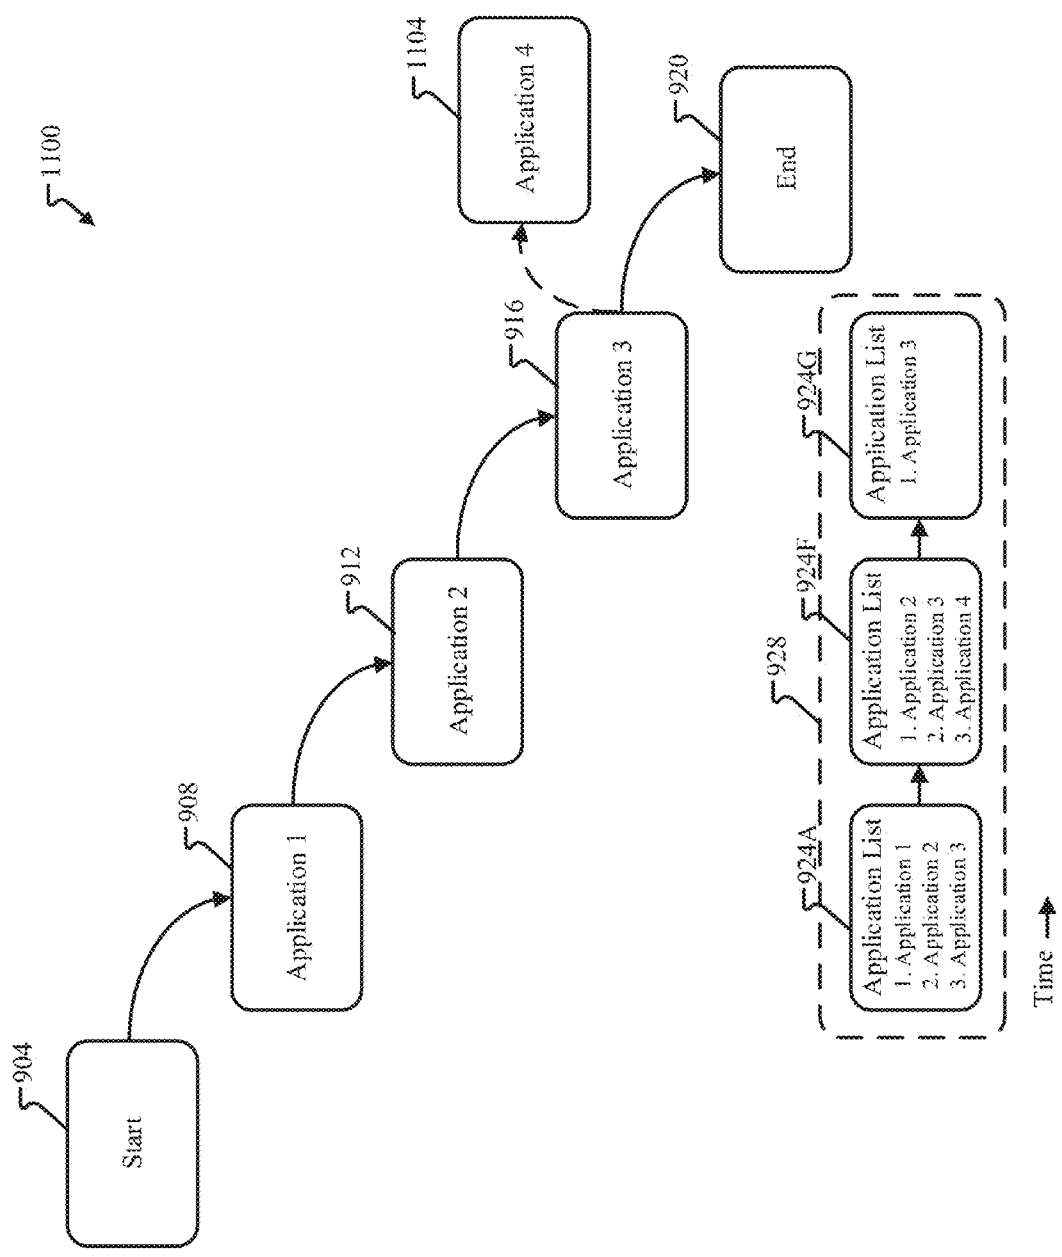 1100
904
Start
908
Application 1
912
Application 2
916
Application 3
1104
Application 4
920
End
928
924A
Application List
1. Application 1
2. Application 2
3. Application 3
924F
Application List
1. Application 2
2. Application 3
3. Application 4
924G
Application List
1. Application 3
Time